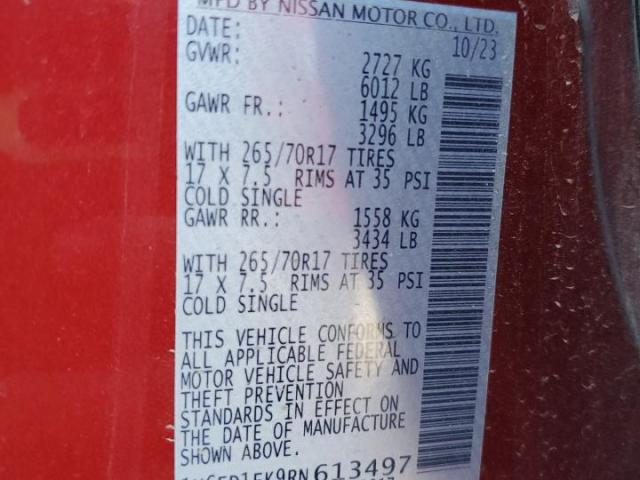 MFD BY NISSAN MOTOR CO., LTD.
DATE: 10/23
GVWR: 2727 KG
6012 LB
GAWR FR.: 1495 KG
3296 LB
WITH 265/70R17 TIRES
17 X 7.5 RIMS AT 35 PSI
COLD SINGLE
GAWR RR.: 1558 KG
3434 LB
WITH 265/70R17 TIRES
17 X 7.5 RIMS AT 35 PSI
COLD SINGLE
THIS VEHICLE CONFORMS TO
ALL APPLICABLE FEDERAL
MOTOR VEHICLE SAFETY AND
THEFT PREVENTION
STANDARDS IN EFFECT ON
THE DATE OF MANUFACTURE
SHOWN ABOVE.
613497